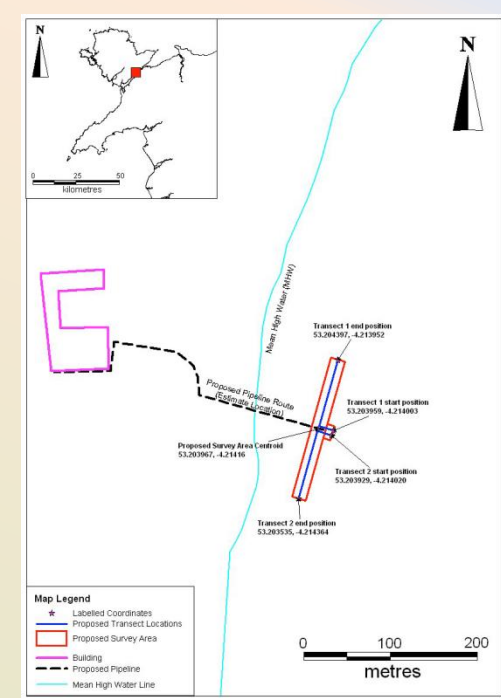 N
0 25 50
kilometres
N
Mean High Water (MHW)
Transect 1 end position
53.204397, -4.213952
Proposed Pipeline Route
(Estimate Location)
Transect 1 start position
53.203959, -4.214003
Proposed Survey Area Centroid
53.203967, -4.21416
Transect 2 start position
53.203929, -4.214020
Transect 2 end position
53.203535, -4.214364
Map Legend
Labelled Coordinates
Proposed Transect Locations
Proposed Survey Area
Building
Proposed Pipeline
Mean High Water Line
0 100 200
metres